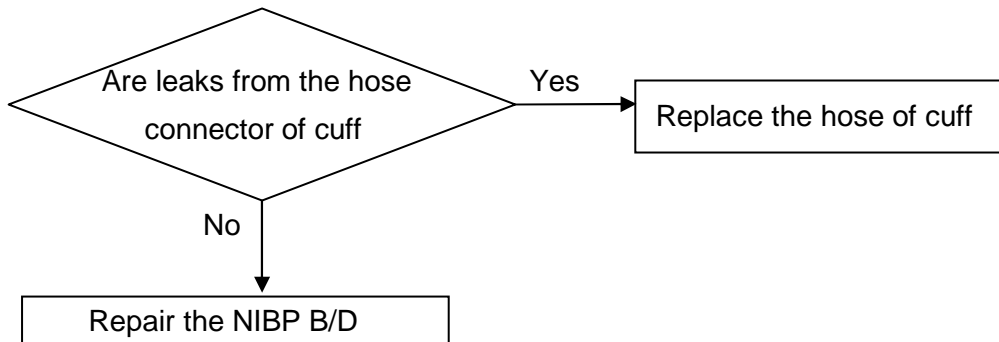 Are leaks from the hose
connector of cuff
Yes
Replace the hose of cuff
No
Repair the NIBP B/D